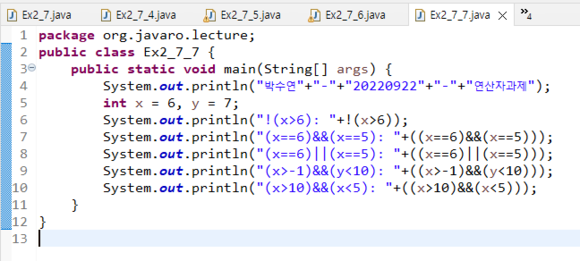 Ex2_7.java Ex2_7_4.java Ex2_7_5.java Ex2_7_6.java Ex2_7_7.java »4
1 package org.javaro.lecture;
2 public class Ex2_7_7 {
3 public static void main(String[] args) {
4 System.out.println("박수연"+"-"+"20220922"+"-"+"연산자과제");
5 int x = 6, y = 7;
6 System.out.println("!(x>6): "+!(x>6));
7 System.out.println("(x==6)&&(x==5): "+((x==6)&&(x==5)));
8 System.out.println("(x==6)||(x==5): "+((x==6)||(x==5)));
9 System.out.println("(x>-1)&&(y<10): "+((x>-1)&&(y<10)));
10 System.out.println("(x>10)&&(x<5): "+((x>10)&&(x<5)));
11 }
12 }
13